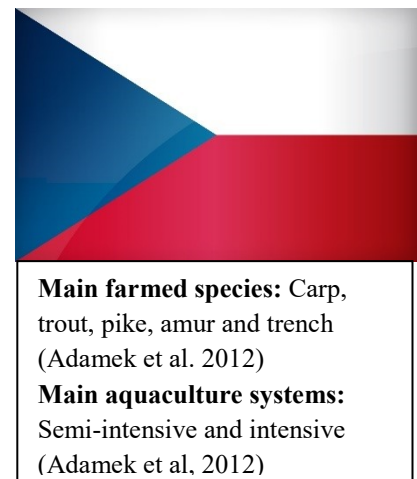 Main farmed species: Carp,
trout, pike, amur and trench
(Adamek et al. 2012)
Main aquaculture systems:
Semi-intensive and intensive
(Adamek et al, 2012)